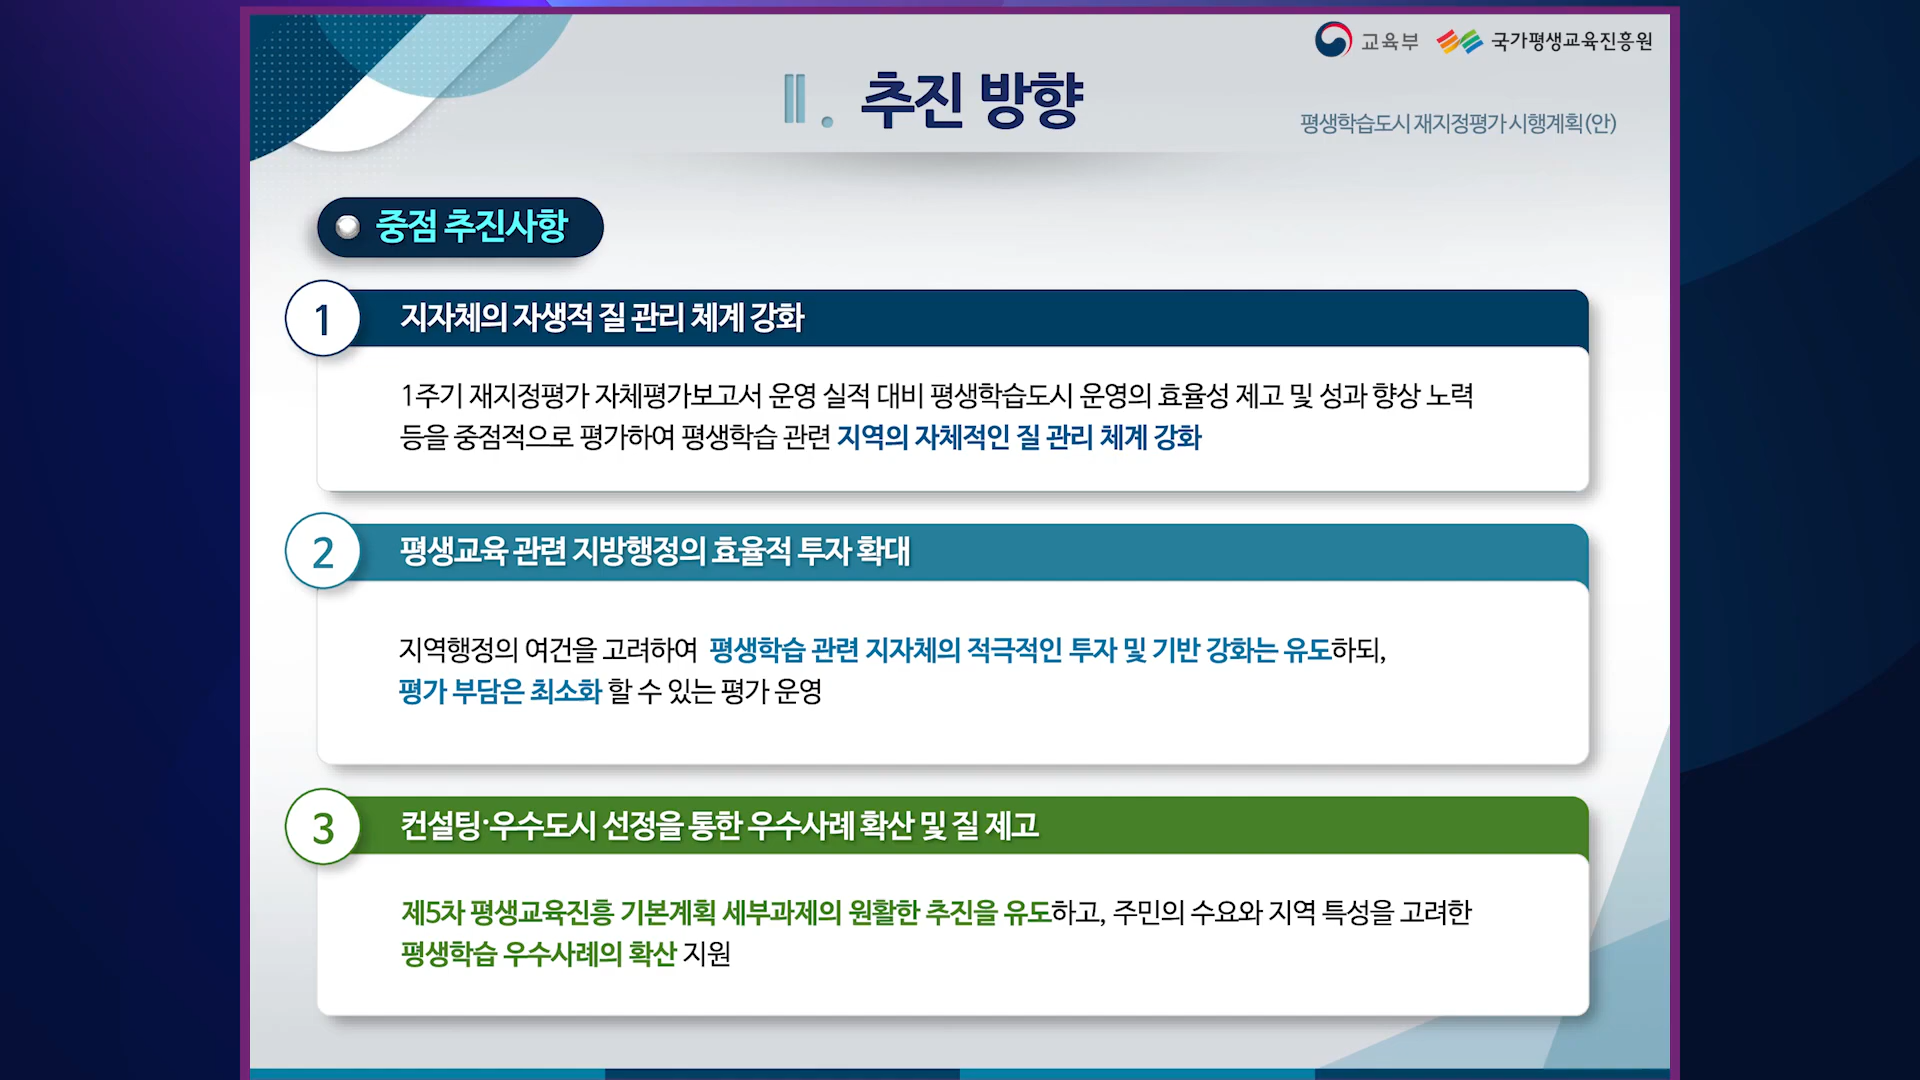 교육부 국가평생교육진흥원
Ⅱ. 추진 방향
평생학습도시 재지정평가 시행계획(안)
중점 추진사항
1 지자체의 자생적 질 관리 체계 강화
1주기 재지정평가 자체평가보고서 운영 실적 대비 평생학습도시 운영의 효율성 제고 및 성과 향상 노력
등을 중점적으로 평가하여 평생학습 관련 지역의 자체적인 질 관리 체계 강화
2 평생교육 관련 지방행정의 효율적 투자 확대
지역행정의 여건을 고려하여 평생학습 관련 지자체의 적극적인 투자 및 기반 강화는 유도하되,
평가 부담은 최소화 할 수 있는 평가 운영
3 컨설팅·우수도시 선정을 통한 우수사례 확산 및 질 제고
제5차 평생교육진흥 기본계획 세부과제의 원활한 추진을 유도하고, 주민의 수요와 지역 특성을 고려한
평생학습 우수사례의 확산 지원